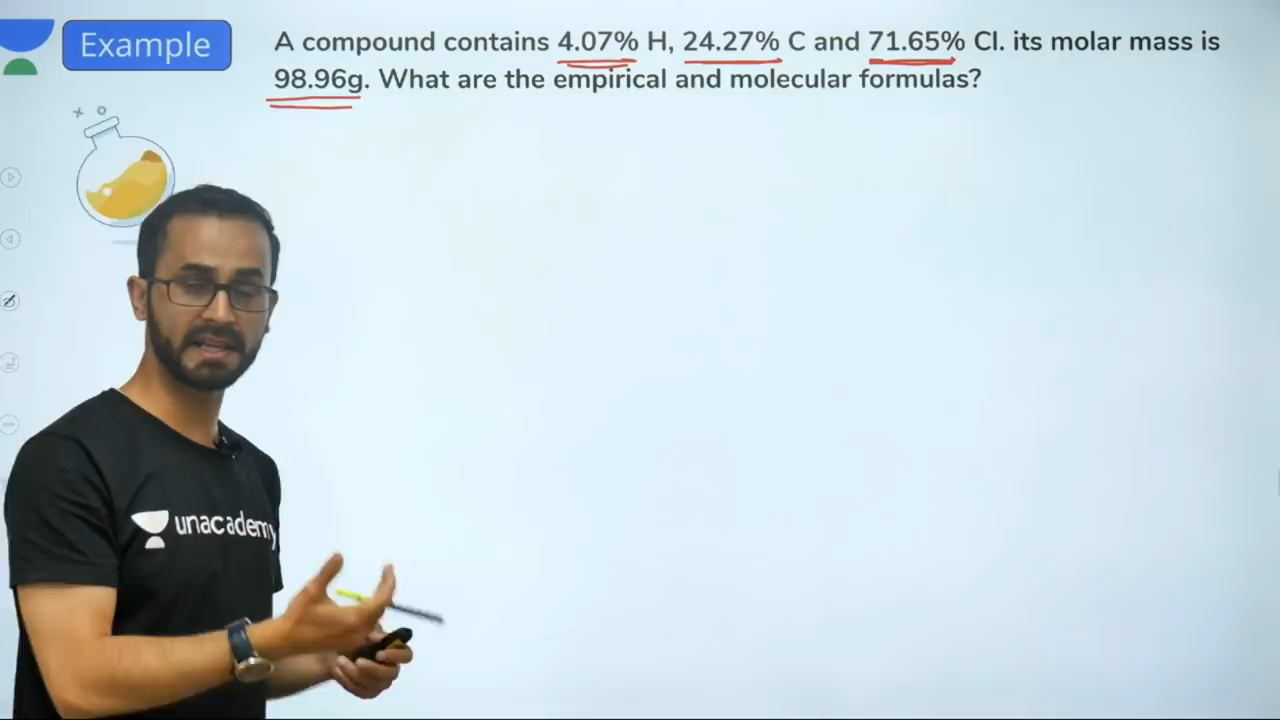 Example
A compound contains 4.07% H, 24.27% C and 71.65% Cl. its molar mass is
98.96g. What are the empirical and molecular formulas?
unacademy